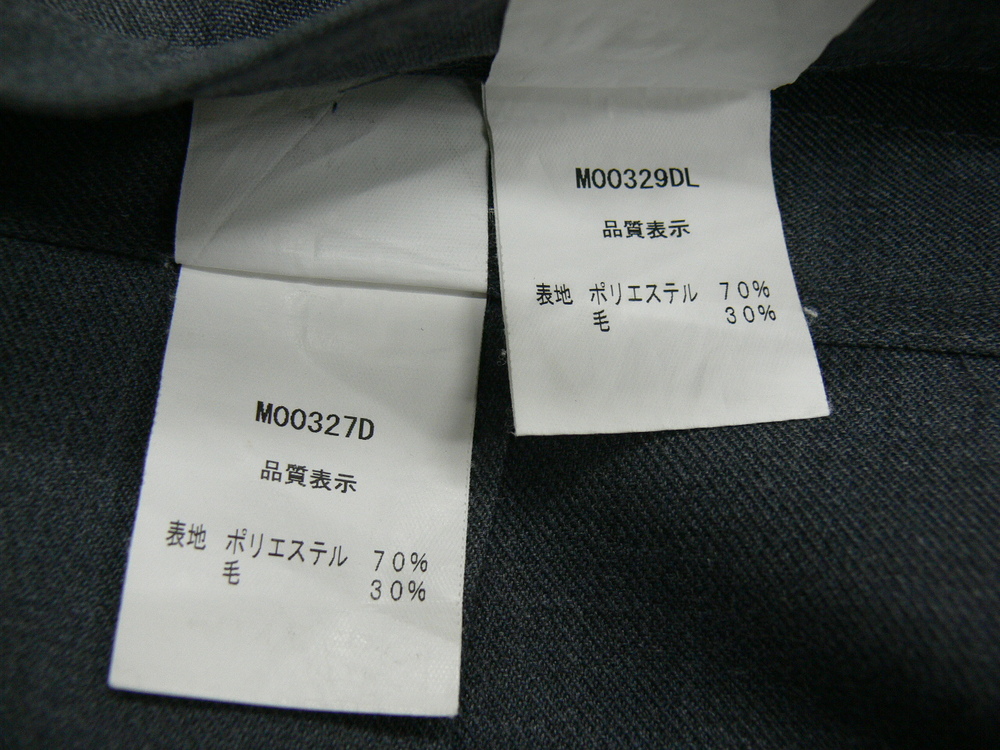 M00329DL
品質表示
表地 ポリエステル 70%
毛 30%
M00327D
品質表示
表地 ポリエステル 70%
毛 30%